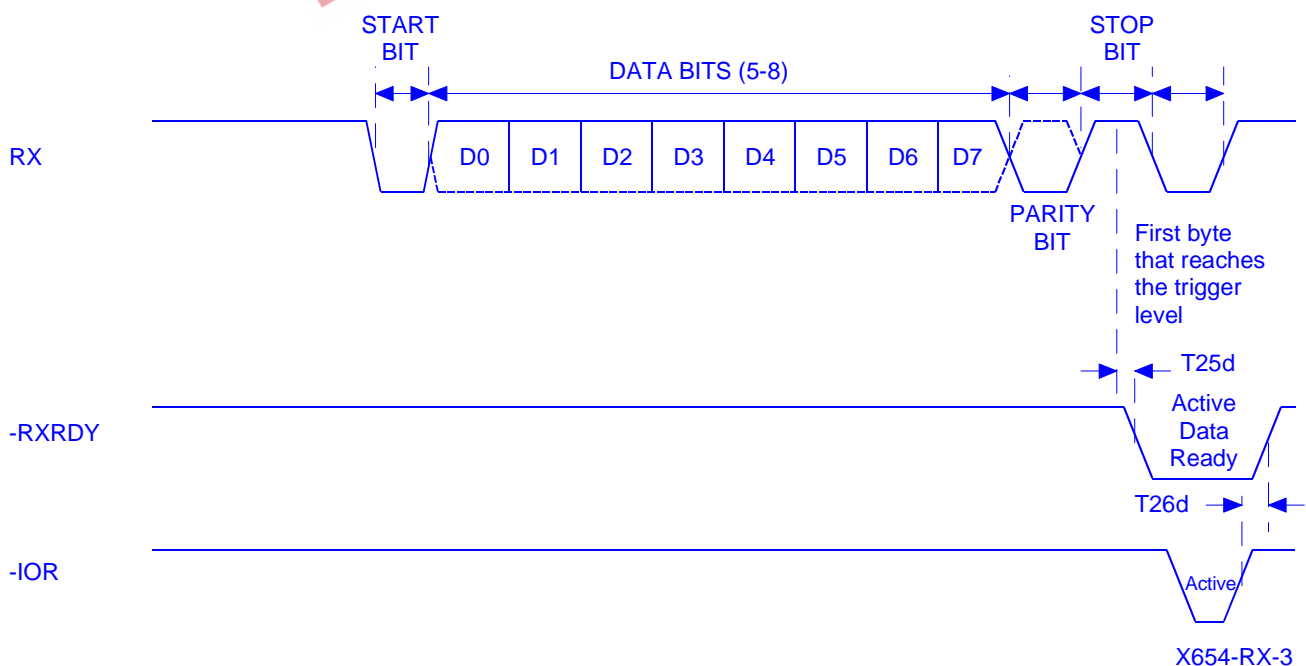 START
BIT
DATA BITS (5-8)
STOP
BIT
RX
D0 D1 D2 D3 D4 D5 D6 D7
PARITY
BIT
First byte
that reaches
the trigger
level
T25d
-RXRDY
Active
Data
Ready
T26d
-IOR
Active
X654-RX-3